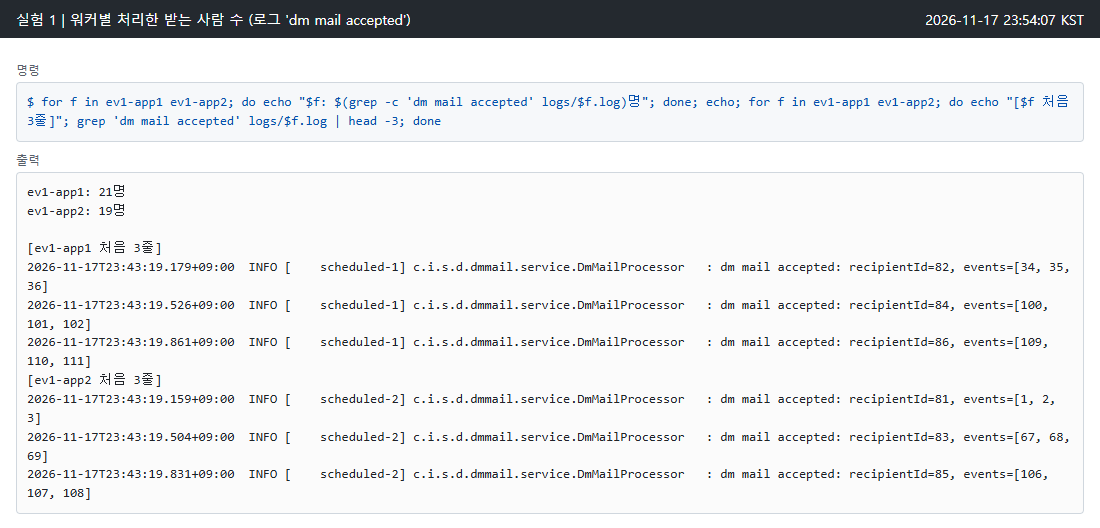 실험 1 | 워커별 처리한 받는 사람 수 (로그 'dm mail accepted')
2026-11-17 23:54:07 KST
명령
$ for f in ev1-app1 ev1-app2; do echo "$f: $(grep -c 'dm mail accepted' logs/$f.log)명"; done; echo; for f in ev1-app1 ev1-app2; do echo "[$f 처음
3줄]"; grep 'dm mail accepted' logs/$f.log | head -3; done
출력
ev1-app1: 21명
ev1-app2: 19명
[ev1-app1 처음 3줄]
2026-11-17T23:43:19.179+09:00  INFO [    scheduled-1] c.i.s.d.dmmail.service.DmMailProcessor   : dm mail accepted: recipientId=82, events=[34, 35,
36]
2026-11-17T23:43:19.526+09:00  INFO [    scheduled-1] c.i.s.d.dmmail.service.DmMailProcessor   : dm mail accepted: recipientId=84, events=[100,
101, 102]
2026-11-17T23:43:19.861+09:00  INFO [    scheduled-1] c.i.s.d.dmmail.service.DmMailProcessor   : dm mail accepted: recipientId=86, events=[109,
110, 111]
[ev1-app2 처음 3줄]
2026-11-17T23:43:19.159+09:00  INFO [    scheduled-2] c.i.s.d.dmmail.service.DmMailProcessor   : dm mail accepted: recipientId=81, events=[1, 2,
3]
2026-11-17T23:43:19.504+09:00  INFO [    scheduled-2] c.i.s.d.dmmail.service.DmMailProcessor   : dm mail accepted: recipientId=83, events=[67, 68,
69]
2026-11-17T23:43:19.831+09:00  INFO [    scheduled-2] c.i.s.d.dmmail.service.DmMailProcessor   : dm mail accepted: recipientId=85, events=[106,
107, 108]